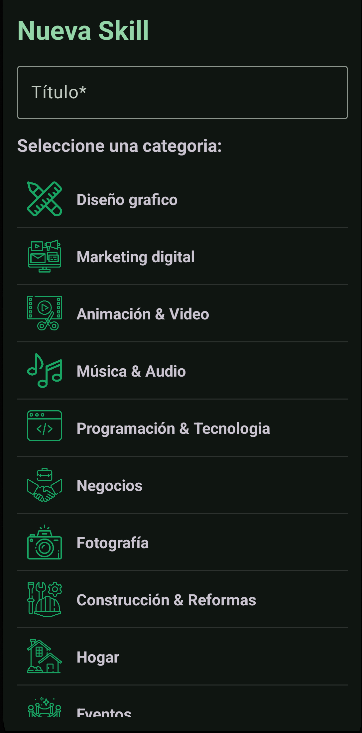 Nueva Skill
Título*
Seleccione una categoria:
Diseño grafico
Marketing digital
Animación & Video
Música & Audio
</>
Programación & Tecnologia
Negocios
Fotografía
Construcción & Reformas
Hogar
Eventos